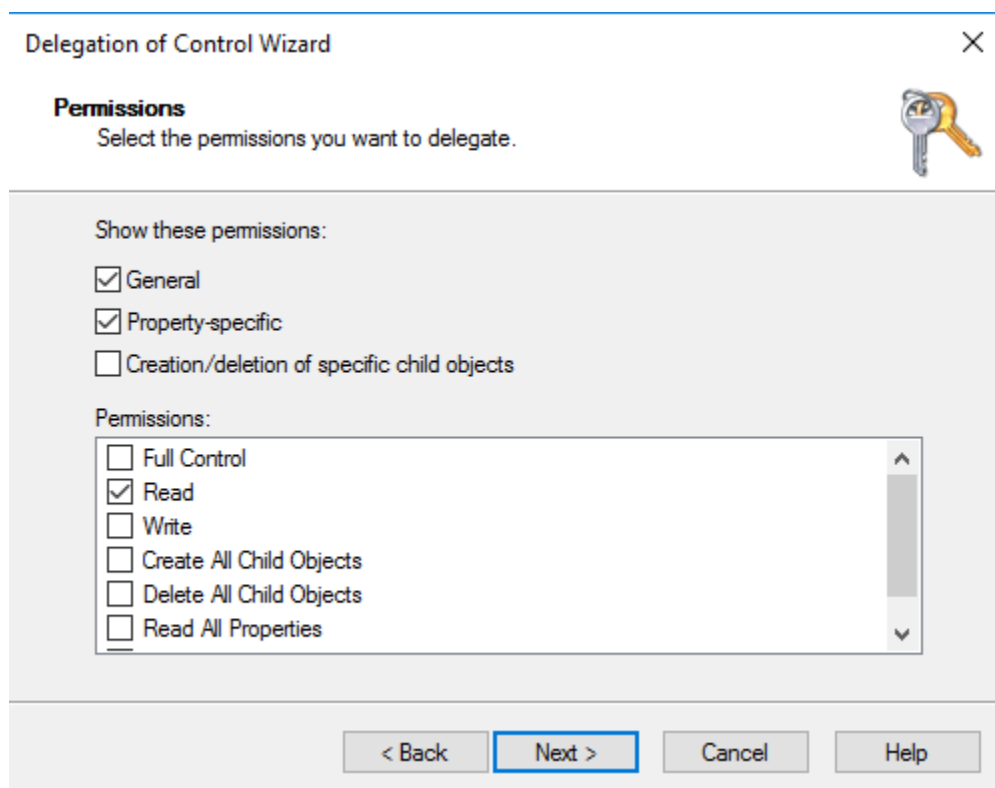 Delegation of Control Wizard
Permissions
Select the permissions you want to delegate.
Show these permissions:
General
Property-specific
Creation/deletion of specific child objects
Permissions:
Full Control
Read
Write
Create All Child Objects
Delete All Child Objects
Read All Properties
< Back
Next >
Cancel
Help